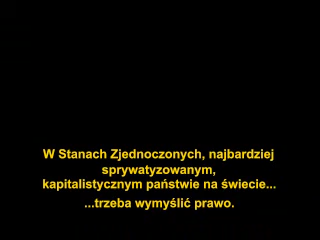 W Stanach Zjednoczonych, najbardziej
sprywatyzowanym,
kapitalistycznym państwie na świecie...
...trzeba wymyślić prawo.